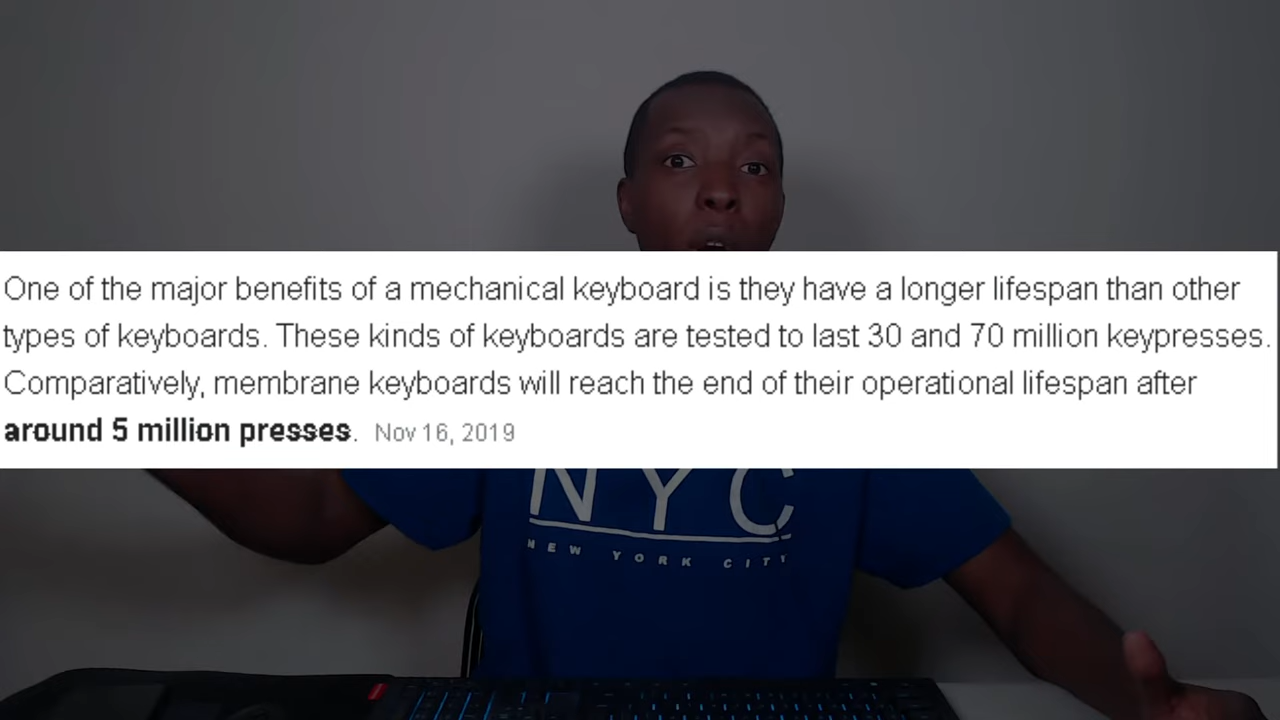 One of the major benefits of a mechanical keyboard is they have a longer lifespan than other
types of keyboards. These kinds of keyboards are tested to last 30 and 70 million keypresses.
Comparatively, membrane keyboards will reach the end of their operational lifespan after
around 5 million presses. Nov 16, 2019
NYC
NEW YORK CITY